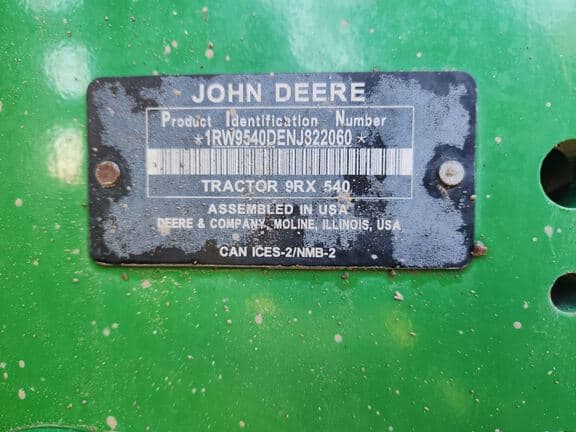 JOHN DEERE
Product Identification Number
*1RW9540DENJ822060*
TRACTOR 9RX 540
ASSEMBLED IN USA
DEERE & COMPANY, MOLINE, ILLINOIS, USA
CAN ICES-2/NMB-2